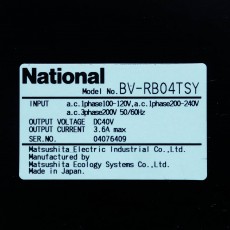 National
Model No. BV-RB04TSY
INPUT a.c.1phase100-120V,a.c.1phase200-240V
a.c.3phase200V 50/60Hz
OUTPUT VOLTAGE DC40V
OUTPUT CURRENT 3.6A max
SER.NO. 04076409
Matsushita Electric Industrial Co.,Ltd.
Manufactured by
Matsushita Ecology Systems Co.,Ltd.
Made in Japan.